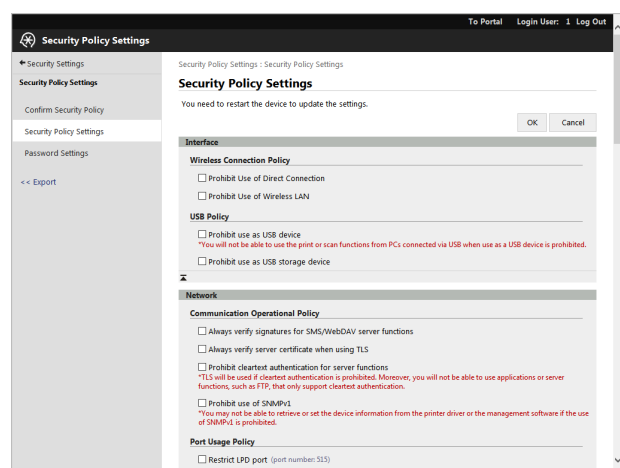 To Portal Login User: 1 Log Out
Security Policy Settings
Security Settings
Security Policy Settings
Confirm Security Policy
Security Policy Settings
Password Settings
<< Export
Security Policy Settings : Security Policy Settings
Security Policy Settings
You need to restart the device to update the settings.
OK Cancel
Interface
Wireless Connection Policy
Prohibit Use of Direct Connection
Prohibit Use of Wireless LAN
USB Policy
Prohibit use as USB device
*You will not be able to use the print or scan functions from PCs connected via USB when use as a USB device is prohibited.
Prohibit use as USB storage device
Network
Communication Operational Policy
Always verify signatures for SMS/WebDAV server functions
Always verify server certificate when using TLS
Prohibit cleartext authentication for server functions
*TLS will be used if cleartext authentication is prohibited. Moreover, you will not be able to use applications or server
functions, such as FTP, that only support cleartext authentication.
Prohibit use of SNMPv1
*You may not be able to retrieve or set the device information from the printer driver or the management software if the use
of SNMPv1 is prohibited.
Port Usage Policy
Restrict LPD port (port number: 515)